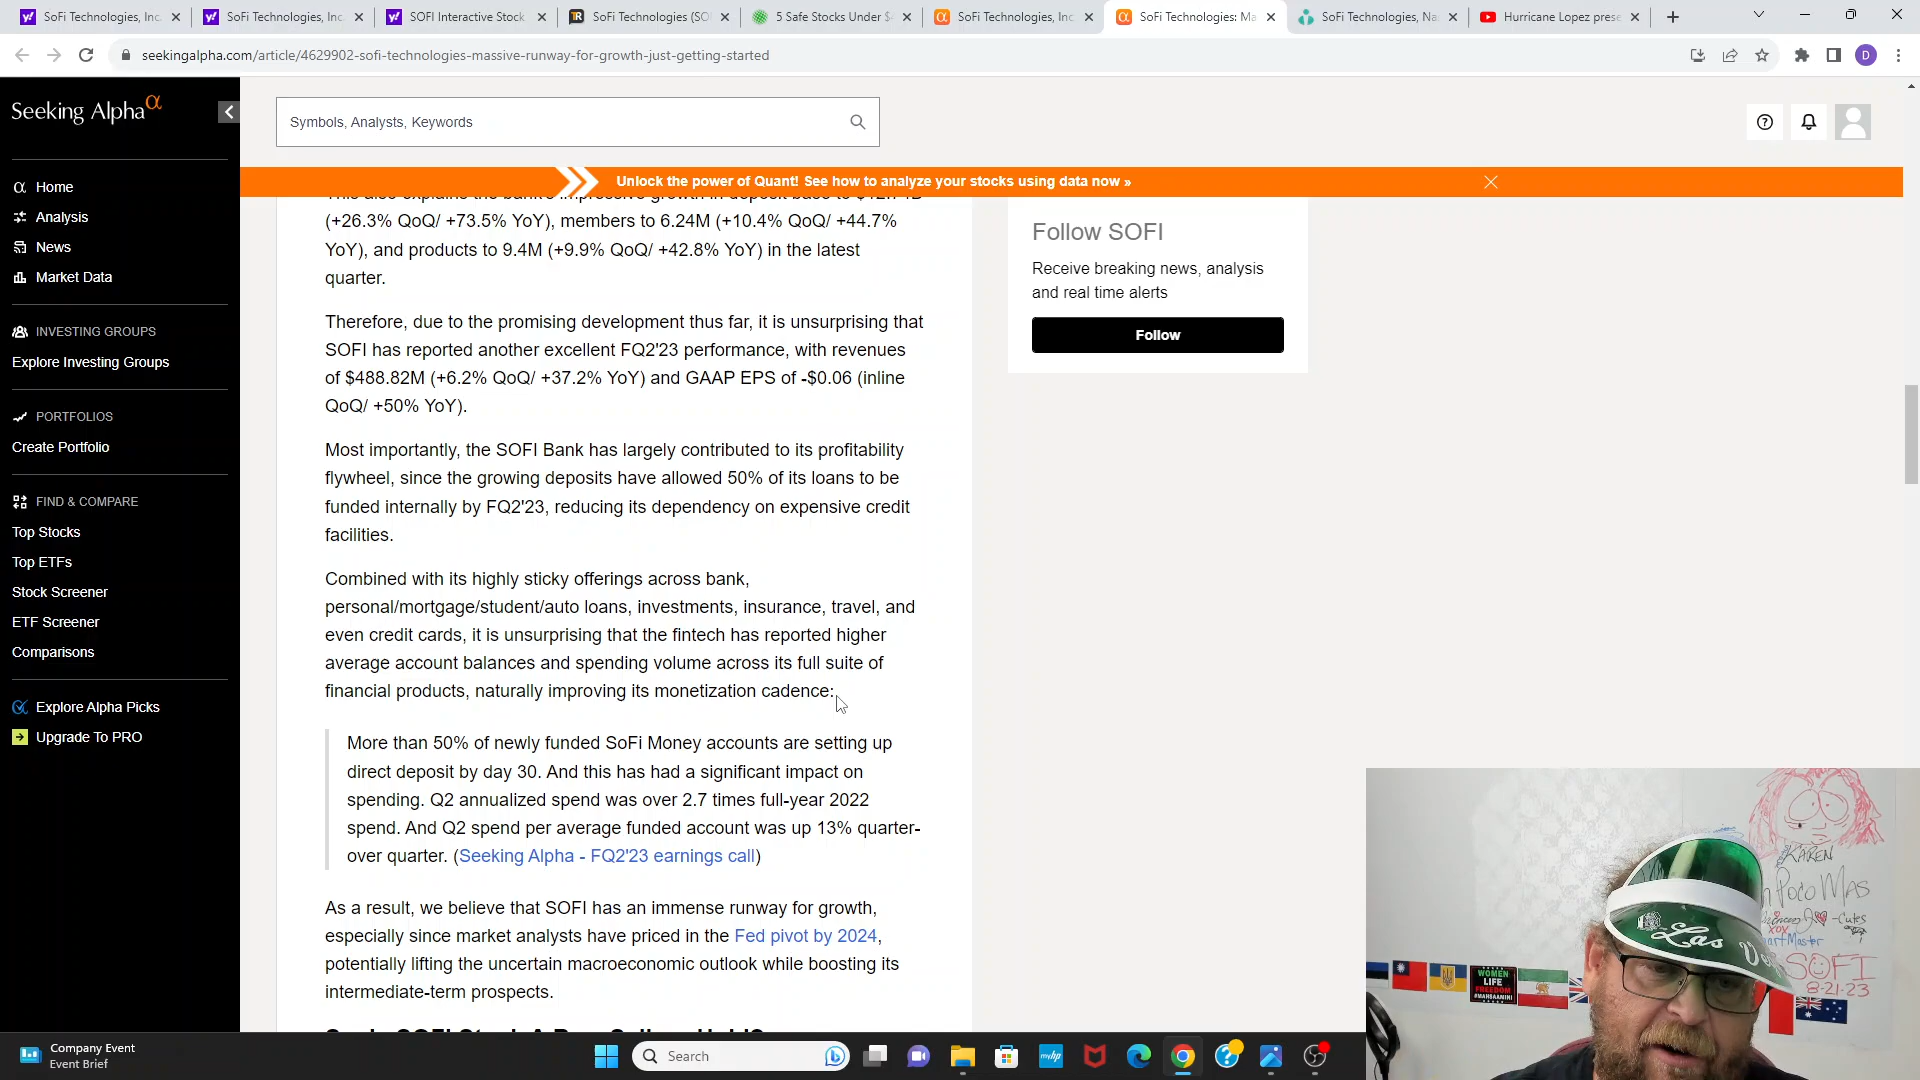 SoFi Technologies, Inc.
SoFi Technologies, Inc.
SOFI Interactive Stock
SoFi Technologies (SOF
5 Safe Stocks Under $
SoFi Technologies, Inc.
SoFi Technologies: Ma
SoFi Technologies, Na
Hurricane Lopez prese
seekingalpha.com/article/4629902-sofi-technologies-massive-runway-for-growth-just-getting-started
D
Seeking Alpha α
Symbols, Analysts, Keywords
Unlock the power of Quant! See how to analyze your stocks using data now »
Home
Analysis
News
Market Data
INVESTING GROUPS
Explore Investing Groups
PORTFOLIOS
Create Portfolio
FIND & COMPARE
Top Stocks
Top ETFs
Stock Screener
ETF Screener
Comparisons
Explore Alpha Picks
Upgrade To PRO
(+26.3% QoQ/ +73.5% YoY), members to 6.24M (+10.4% QoQ/ +44.7%
YoY), and products to 9.4M (+9.9% QoQ/ +42.8% YoY) in the latest
quarter.
Therefore, due to the promising development thus far, it is unsurprising that
SOFI has reported another excellent FQ2'23 performance, with revenues
of $488.82M (+6.2% QoQ/ +37.2% YoY) and GAAP EPS of -$0.06 (inline
QoQ/ +50% YoY).
Most importantly, the SOFI Bank has largely contributed to its profitability
flywheel, since the growing deposits have allowed 50% of its loans to be
funded internally by FQ2'23, reducing its dependency on expensive credit
facilities.
Combined with its highly sticky offerings across bank,
personal/mortgage/student/auto loans, investments, insurance, travel, and
even credit cards, it is unsurprising that the fintech has reported higher
average account balances and spending volume across its full suite of
financial products, naturally improving its monetization cadence:
More than 50% of newly funded SoFi Money accounts are setting up
direct deposit by day 30. And this has had a significant impact on
spending. Q2 annualized spend was over 2.7 times full-year 2022
spend. And Q2 spend per average funded account was up 13% quarter-
over quarter. (Seeking Alpha - FQ2'23 earnings call)
As a result, we believe that SOFI has an immense runway for growth,
especially since market analysts have priced in the Fed pivot by 2024,
potentially lifting the uncertain macroeconomic outlook while boosting its
intermediate-term prospects.
Follow SOFI
Receive breaking news, analysis
and real time alerts
Follow
KAREN
Poco MAS
SOFI
8-21-23
Las
WOMEN
LIFE
FREEDOM
#MAHSAAMINI
Company Event
Event Brief
Search
myhp